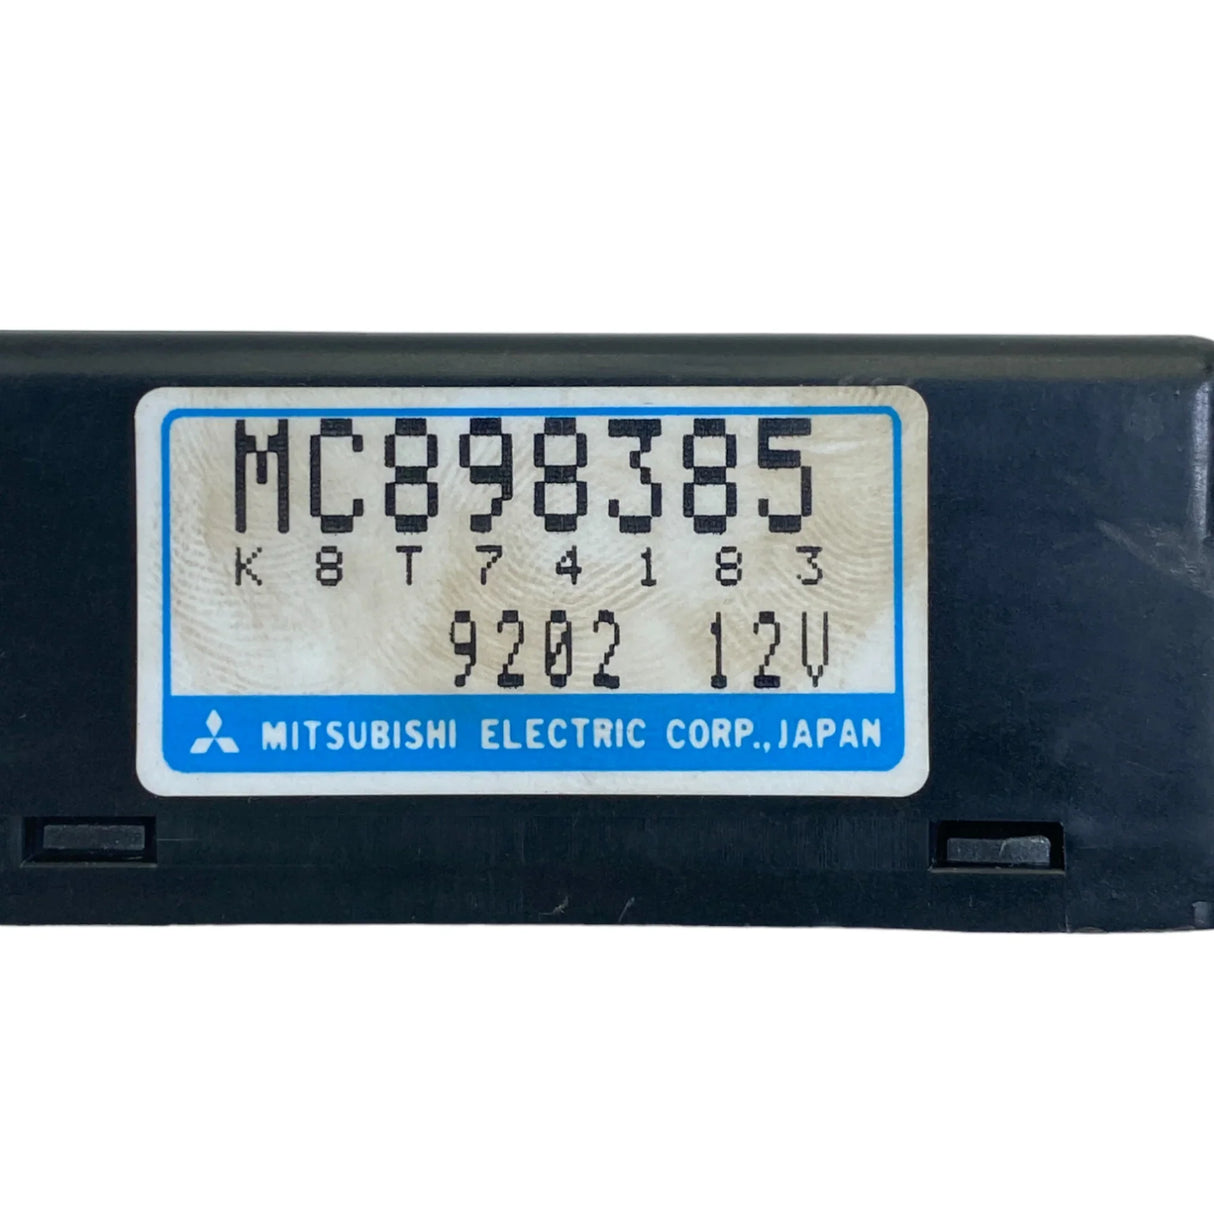 MC898385
K8T74183
9202 12V
MITSUBISHI ELECTRIC CORP., JAPAN